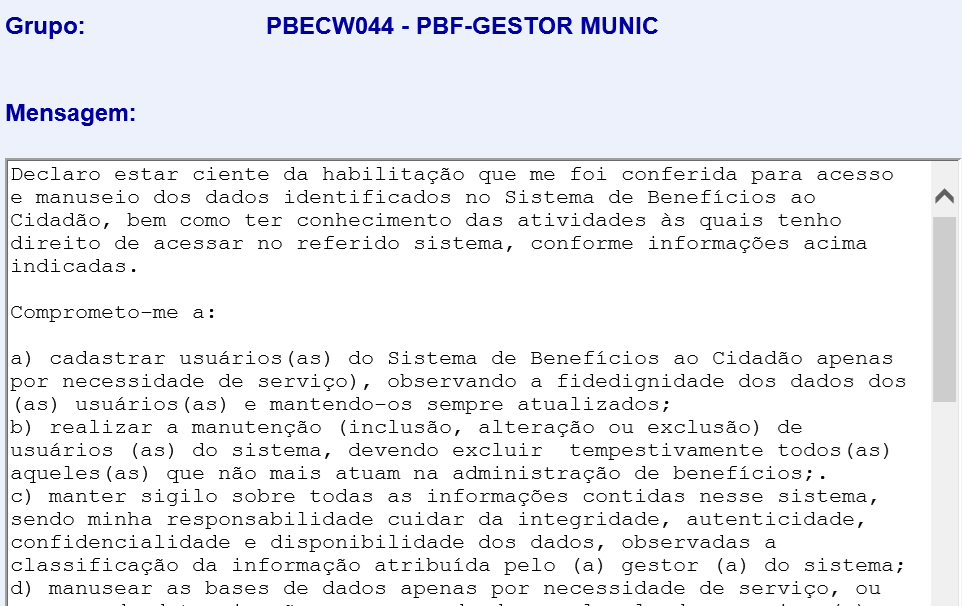 Grupo: PBECW044 - PBF-GESTOR MUNIC
Mensagem:
Declaro estar ciente da habilitação que me foi conferida para acesso
e manuseio dos dados identificados no Sistema de Benefícios ao
Cidadão, bem como ter conhecimento das atividades às quais tenho
direito de acessar no referido sistema, conforme informações acima
indicadas.
Comprometo-me a:
a) cadastrar usuários(as) do Sistema de Benefícios ao Cidadão apenas
por necessidade de serviço), observando a fidedignidade dos dados dos
(as) usuários(as) e mantendo-os sempre atualizados;
b) realizar a manutenção (inclusão, alteração ou exclusão) de
usuários (as) do sistema, devendo excluir  tempestivamente todos(as)
aqueles(as) que não mais atuam na administração de benefícios;.
c) manter sigilo sobre todas as informações contidas nesse sistema,
sendo minha responsabilidade cuidar da integridade, autenticidade,
confidencialidade e disponibilidade dos dados, observadas a
classificação da informação atribuída pelo (a) gestor (a) do sistema;
d) manusear as bases de dados apenas por necessidade de serviço, ou